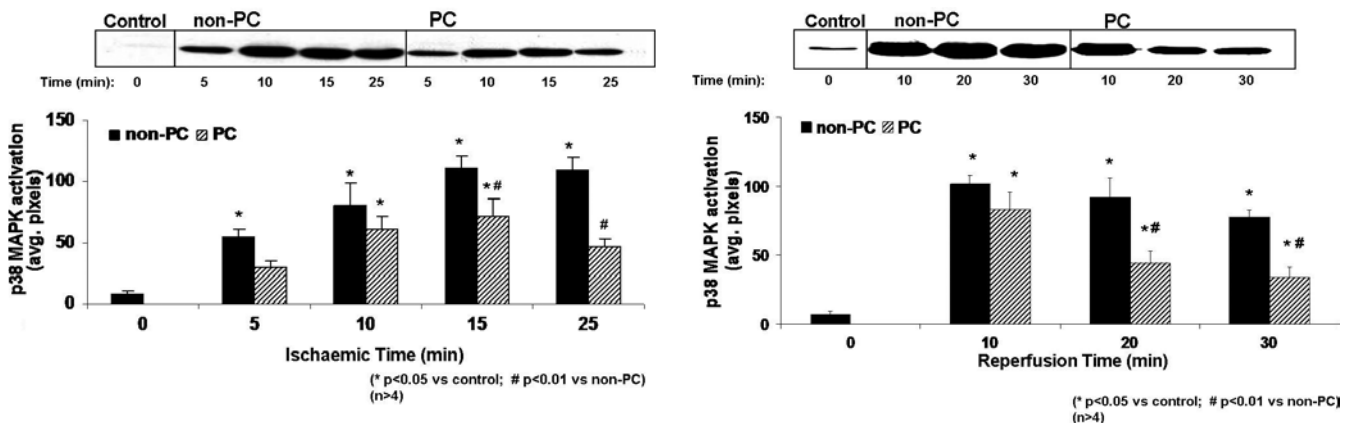 Control non-PC PC
Time (min): 0 5 10 15 25 5 10 15 25
p38 MAPK activation
(avg. pixels)
150
100
50
0
non-PC PC
* * * * * * # #
0 5 10 15 25
Ischaemic Time (min)
(* p<0.05 vs control; # p<0.01 vs non-PC)
(n>4)
Control non-PC PC
Time (min): 0 10 20 30 10 20 30
p38 MAPK activation
(avg. pixels)
150
100
50
0
non-PC PC
* * * * # * * #
0 10 20 30
Reperfusion Time (min)
(* p<0.05 vs control; # p<0.01 vs non-PC)
(n>4)